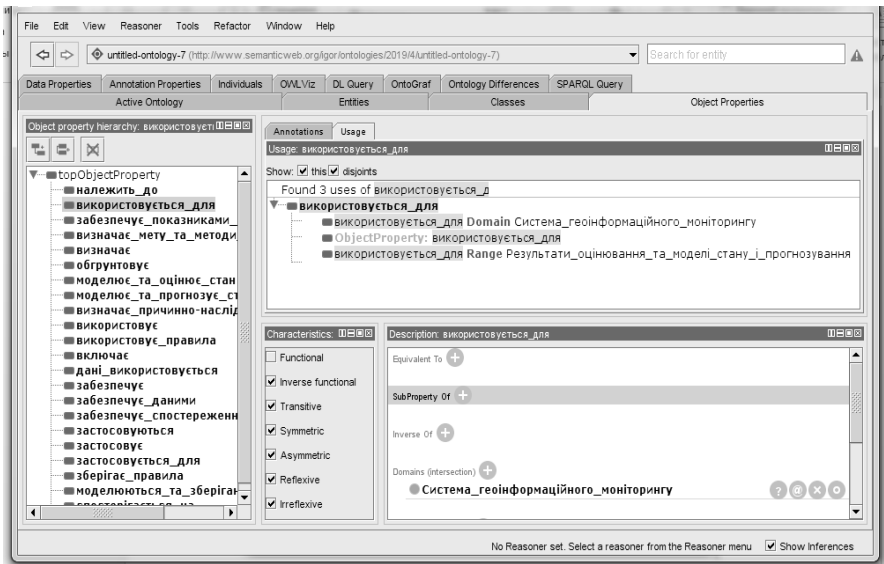 File Edit View Reasoner Tools Refactor Window Help
untitled-ontology-7 (http://www.semanticweb.org/igor/ontologies/2019/4/untitled-ontology-7)
Search for entity
Data Properties Annotation Properties Individuals OWLViz DL Query OntoGraf Ontology Differences SPARQL Query
Active Ontology Entities Classes Object Properties
Object property hierarchy: використовуєт
topObjectProperty
належить_до
використовується_для
забезпечує_показниками_
визначає_мету_та_методи
визначає
обгрунтовує
моделює_та_оцінює_стан
моделює_та_прогнозує_ст
визначає_причинно-наслід
використовує
використовує_правила
включає
дані_використовується
забезпечує
забезпечує_даними
забезпечує_спостереженн
застосовуються
застосовує
застосовується_для
зберігає_правила
моделюються_та_зберіган
Annotations Usage
Usage: використовується_для
Show: this disjoints
Found 3 uses of використовується_д
використовується_для
використовується_для Domain Система_геоінформаційного_моніторингу
ObjectProperty: використовується_для
використовується_для Range Результати_оцінювання_та_моделі_стану_і_прогнозування
Characteristics:
Functional
Inverse functional
Transitive
Symmetric
Asymmetric
Reflexive
Irreflexive
Description: використовується_для
Equivalent To
SubProperty Of
Inverse Of
Domains (intersection)
Система_геоінформаційного_моніторингу
No Reasoner set. Select a reasoner from the Reasoner menu Show Inferences